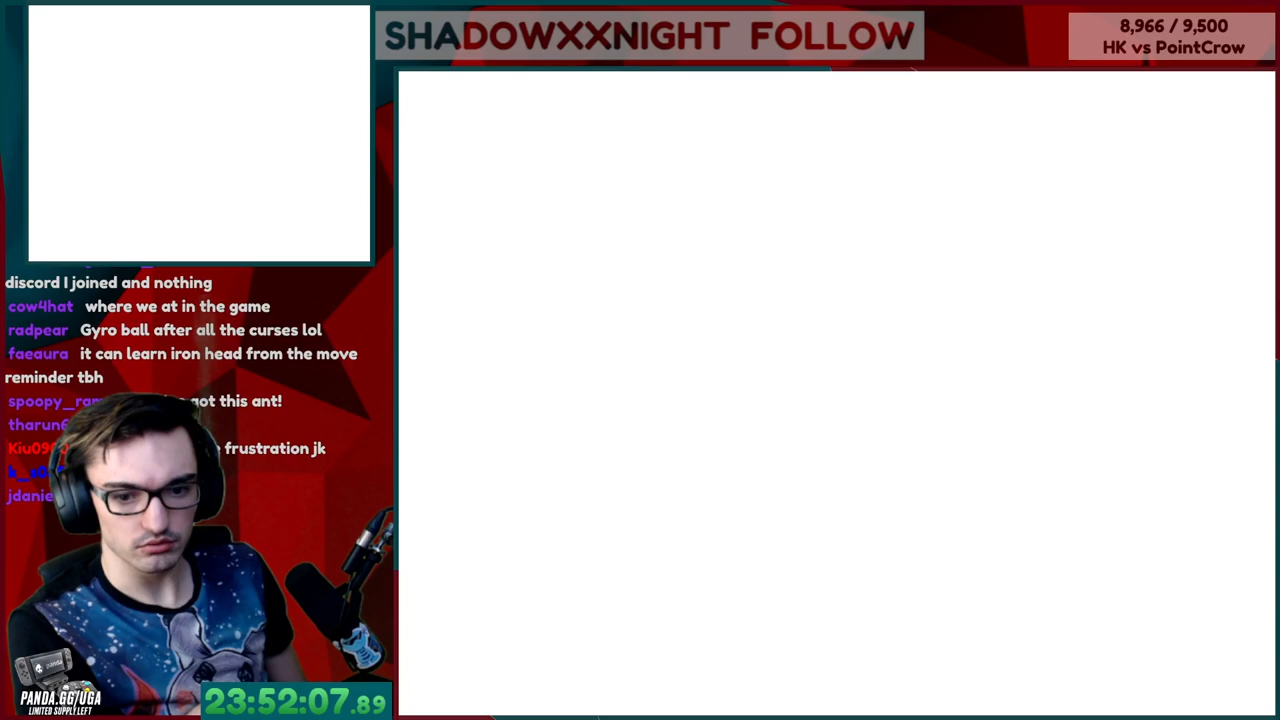 SHADOWXXNIGHT FOLLOW
8,966 / 9,500
HK vs PointCrow
discord I joined and nothing
cow4hat where we at in the game
radpear Gyro ball after all the curses lol
faeaura it can learn iron head from the move
reminder tbh
got this ant!
frustration jk
PANDA.GG/UGA
LIMITED SUPPLY LEFT
23:52:07.89